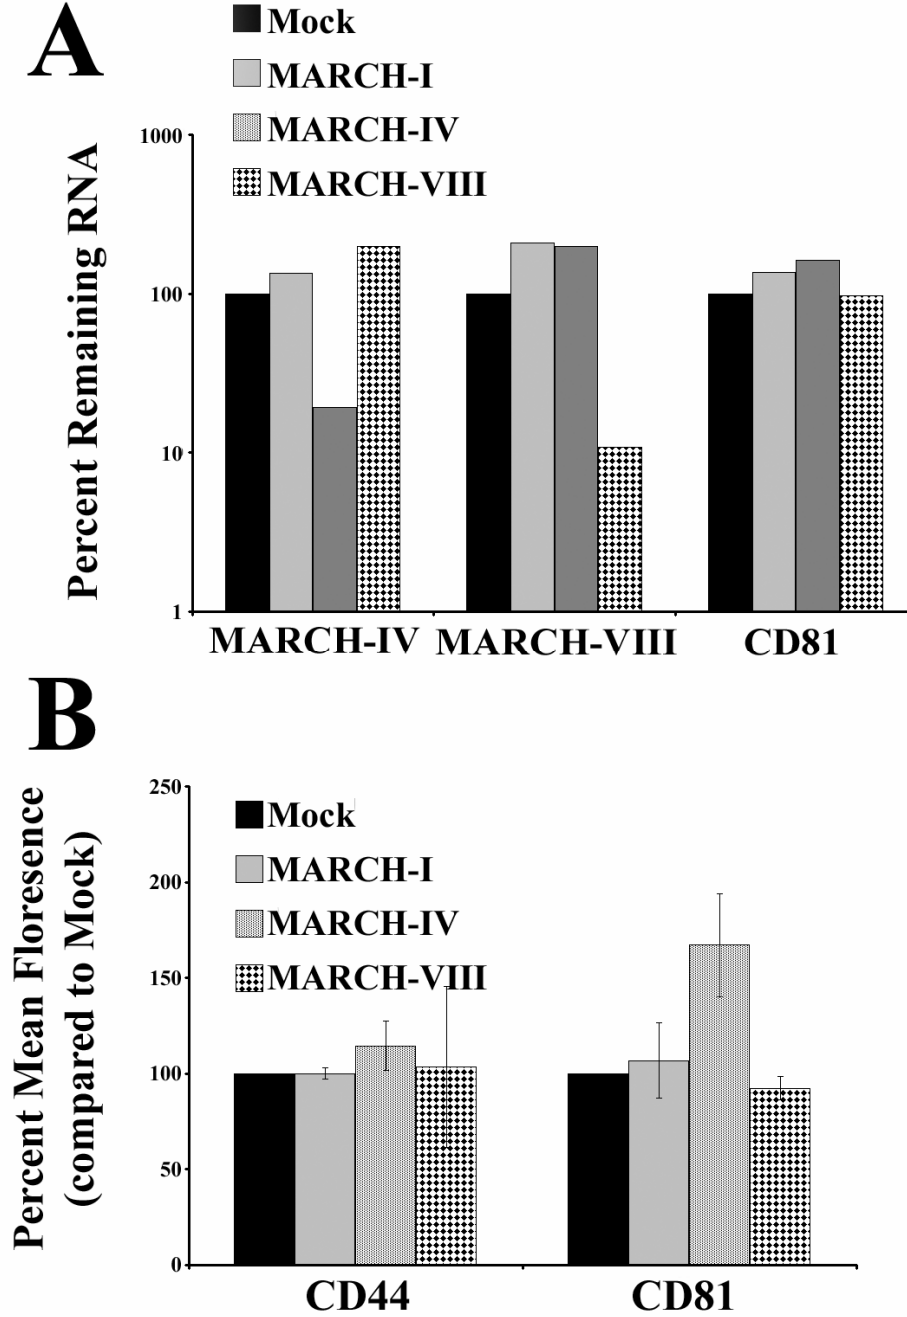 A
Mock
MARCH-I
MARCH-IV
MARCH-VIII
Percent Remaining RNA
1000
100
10
1
MARCH-IV
MARCH-VIII
CD81
B
Percent Mean Floresence
(compared to Mock)
250
200
150
100
50
0
Mock
MARCH-I
MARCH-IV
MARCH-VIII
CD44
CD81